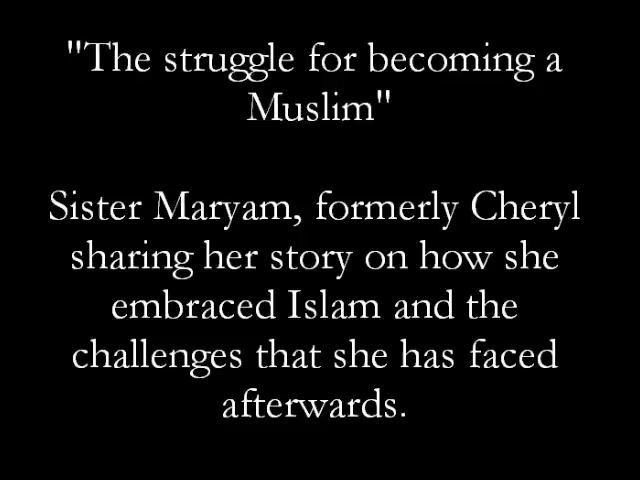 "The struggle for becoming a
Muslim"
Sister Maryam, formerly Cheryl
sharing her story on how she
embraced Islam and the
challenges that she has faced
afterwards.